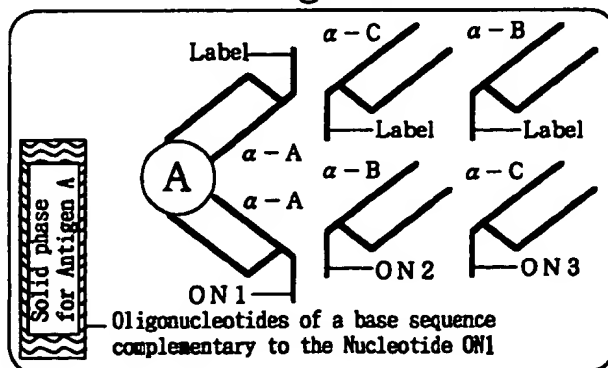 α-C
α-B
Label
Label
Label
α-A
A
α-A
α-B
α-C
ON1
ON2
ON3
Solid phase
for Antigen A
Oligonucleotides of a base sequence
complementary to the Nucleotide ON1